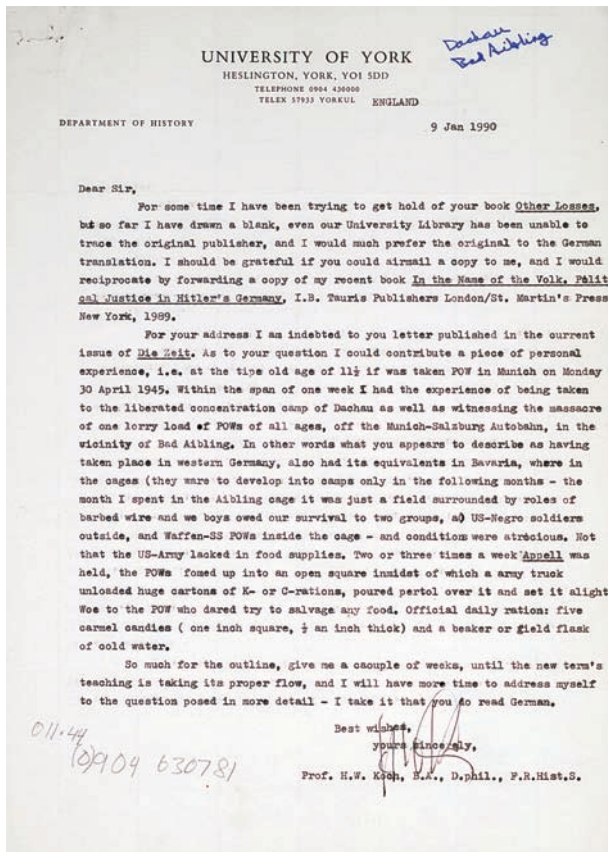 Dachau
Bad Aibling
UNIVERSITY OF YORK
HESLINGTON, YORK, YO1 5DD
TELEPHONE 0904 430000
TELEX 57933 YORKUL ENGLAND
DEPARTMENT OF HISTORY
9 Jan 1990
Dear Sir,
For some time I have been trying to get hold of your book Other Losses,
but so far I have drawn a blank, even our University Library has been unable to
trace the original publisher, and I would much prefer the original to the German
translation. I should be grateful if you could airmail a copy to me, and I would
reciprocate by forwarding a copy of my recent book In the Name of the Volk. Polit
cal Justice in Hitler's Germany, I.B. Tauris Publishers London/St. Martin's Press
New York, 1989.
For your address I am indebted to you letter published in the current
issue of Die Zeit. As to your question I could contribute a piece of personal
experience, i.e. at the tipe old age of 11½ if was taken POW in Munich on Monday
30 April 1945. Within the span of one week I had the experience of being taken
to the liberated concentration camp of Dachau as well as witnessing the massacre
of one lorry load of POWs of all ages, off the Munich-Salzburg Autobahn, in the
vicinity of Bad Aibling. In other words what you appears to describe as having
taken place in western Germany, also had its equivalents in Bavaria, where in
the cages (they ware to develop into camps only in the following months - the
month I spent in the Aibling cage it was just a field surrounded by roles of
barbed wire and we boys owed our survival to two groups, a) US-Negro soldiers
outside, and Waffen-SS POWs inside the cage - and conditions were atrocious. Not
that the US-Army lacked in food supplies. Two or three times a week Appell was
held, the POWs fomed up into an open square inmidst of which a army truck
unloaded huge cartons of K- or C-rations, poured pertol over it and set it alight
Woe to the POW who dared try to salvage any food. Official daily ration: five
carmel candies ( one inch square, ½ an inch thick) and a beaker or field flask
of cold water.
So much for the outline, give me a caouple of weeks, until the new term's
teaching is taking its proper flow, and I will have more time to address myself
to the question posed in more detail - I take it that you do read German.
Best wishes,
yours sincerely,
Prof. H.W. Koch, B.A., D.phil., F.R.Hist.S.
011-44
(0)904 630781